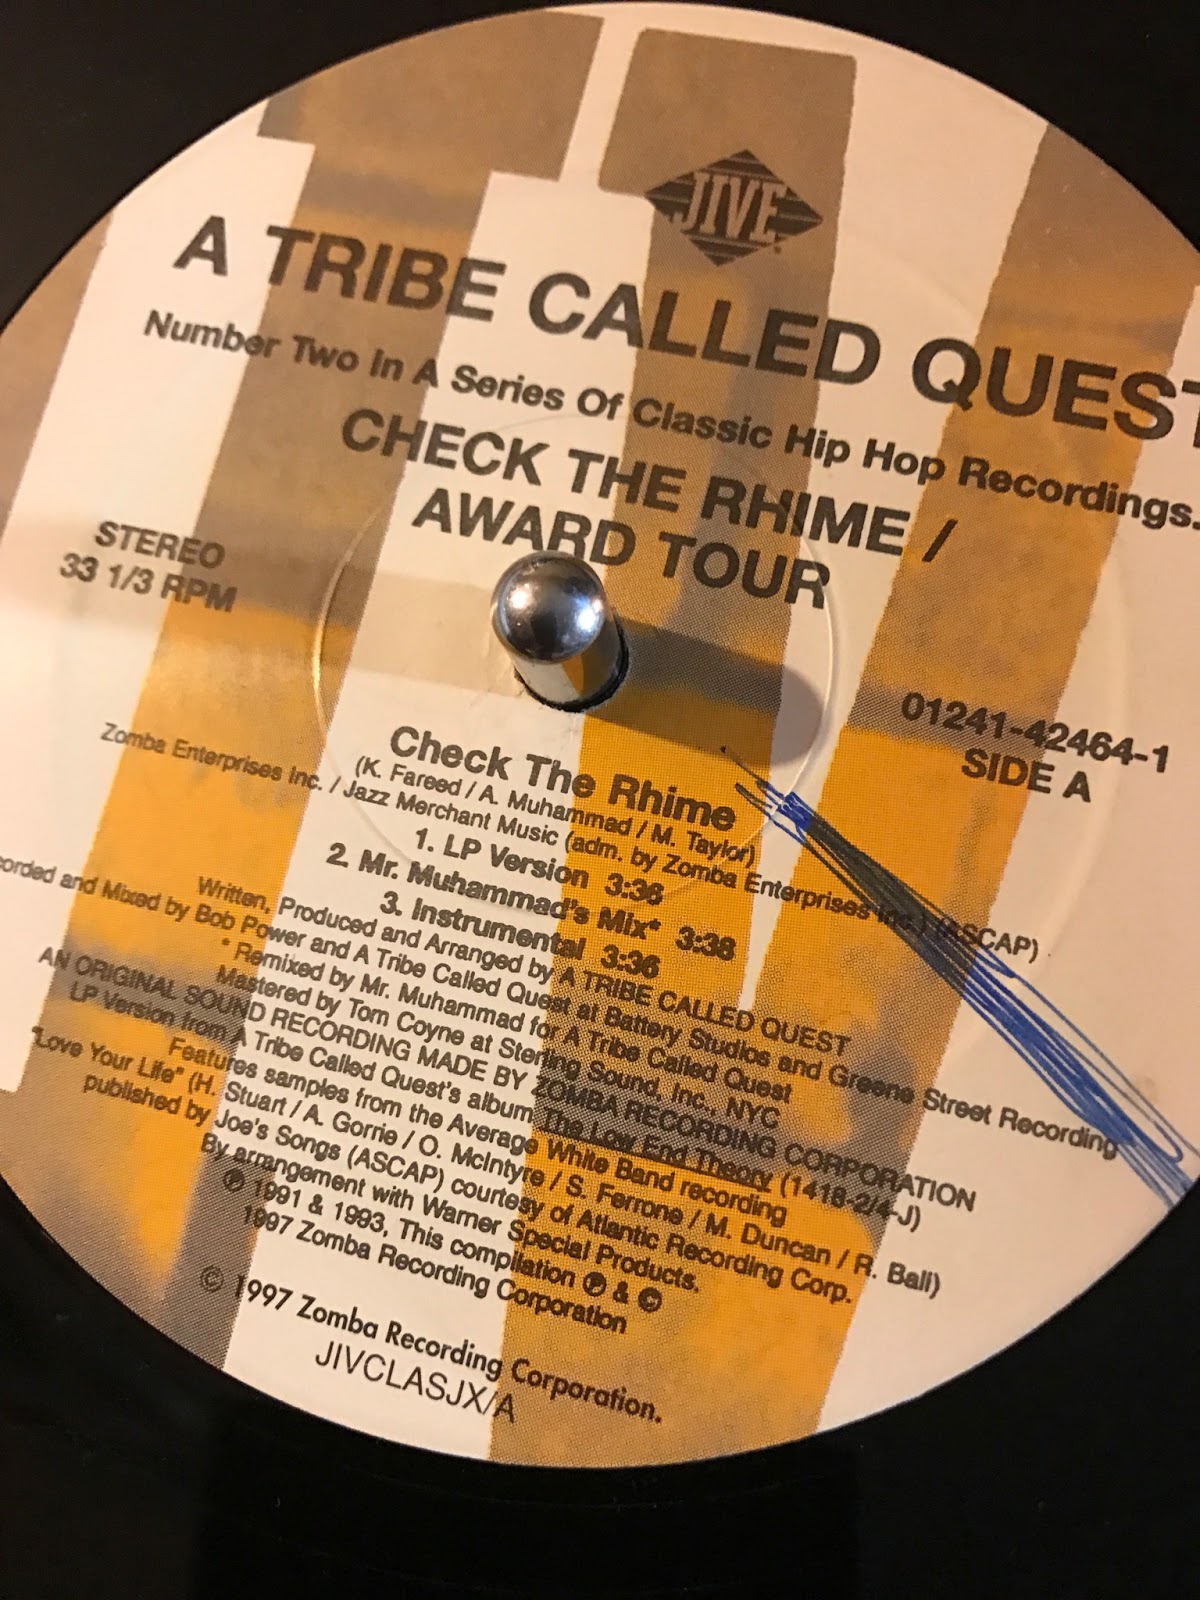 JIVE
A TRIBE CALLED QUEST
Number Two In A Series Of Classic Hip Hop Recordings.
CHECK THE RHIME /
AWARD TOUR
STEREO
33 1/3 RPM
01241-42464-1
SIDE A
Check The Rhime
(K. Fareed / A. Muhammad / M. Taylor)
Zomba Enterprises Inc. / Jazz Merchant Music (adm. by Zomba Enterprises Inc.) (ASCAP)
1. LP Version 3:36
2. Mr. Muhammad's Mix* 3:38
3. Instrumental 3:36
Written, Produced and Arranged by A TRIBE CALLED QUEST
orded and Mixed by Bob Power and A Tribe Called Quest at Battery Studios and Greene Street Recording
* Remixed by Mr. Muhammad for A Tribe Called Quest
Mastered by Tom Coyne at Sterling Sound, Inc., NYC
AN ORIGINAL SOUND RECORDING MADE BY ZOMBA RECORDING CORPORATION
LP Version from A Tribe Called Quest's album The Low End Theory (1418-2/4-J)
Features samples from the Average White Band recording
"Love Your Life" (H. Stuart / A. Gorrie / O. McIntyre / S. Ferrone / M. Duncan / R. Ball)
published by Joe's Songs (ASCAP) courtesy of Atlantic Recording Corp.
By arrangement with Warner Special Products.
℗ 1991 & 1993, This compilation ℗ & ©
1997 Zomba Recording Corporation
© 1997 Zomba Recording Corporation.
JIVCLASJX/A